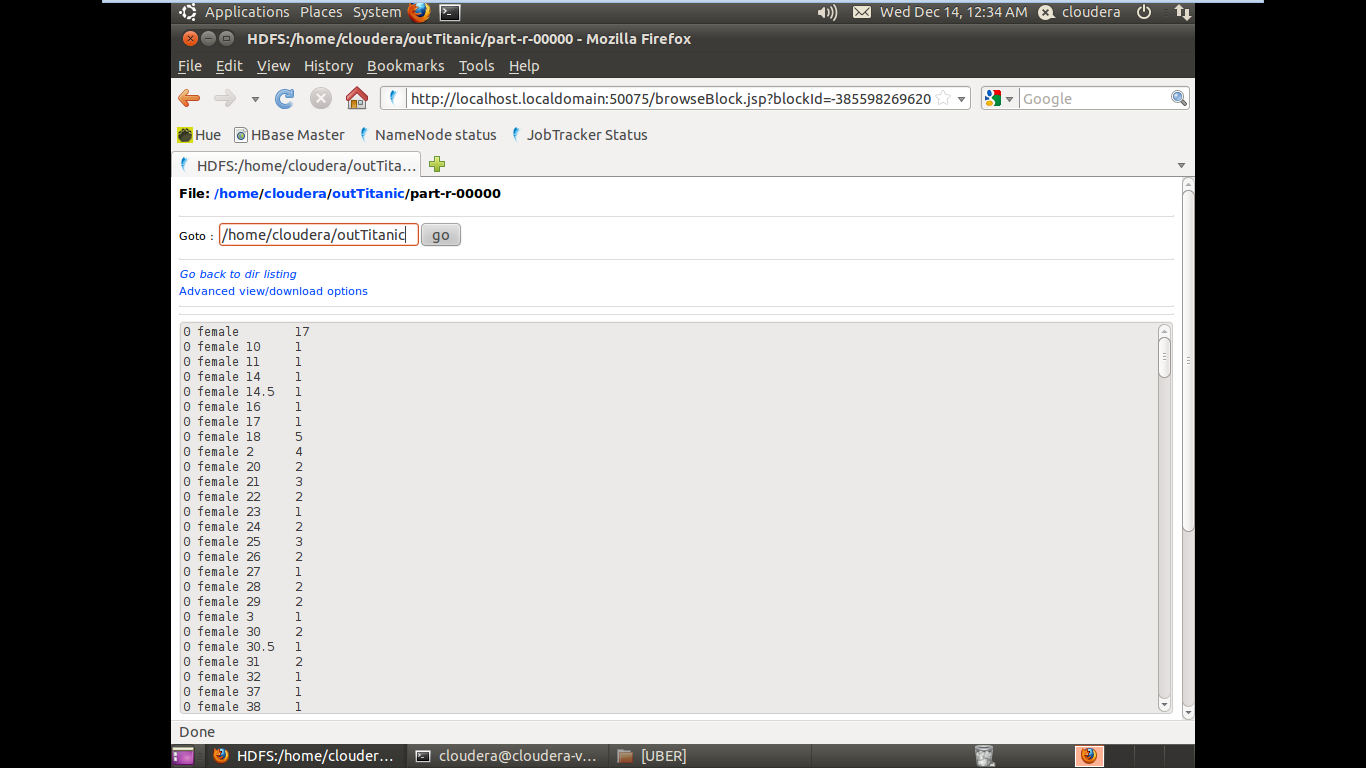 Applications Places System Wed Dec 14, 12:34 AM cloudera
HDFS:/home/cloudera/outTitanic/part-r-00000 - Mozilla Firefox
File Edit View History Bookmarks Tools Help
http://localhost.localdomain:50075/browseBlock.jsp?blockId=-385598269620 Google
Hue HBase Master NameNode status JobTracker Status
HDFS:/home/cloudera/outTita...
File: /home/cloudera/outTitanic/part-r-00000
Goto : /home/cloudera/outTitanic go
Go back to dir listing
Advanced view/download options
0 female 17
0 female 10 1
0 female 11 1
0 female 14 1
0 female 14.5 1
0 female 16 1
0 female 17 1
0 female 18 5
0 female 2 4
0 female 20 2
0 female 21 3
0 female 22 2
0 female 23 1
0 female 24 2
0 female 25 3
0 female 26 2
0 female 27 1
0 female 28 2
0 female 29 2
0 female 3 1
0 female 30 2
0 female 30.5 1
0 female 31 2
0 female 32 1
0 female 37 1
0 female 38 1
Done
HDFS:/home/clouder... cloudera@cloudera-v... [UBER]